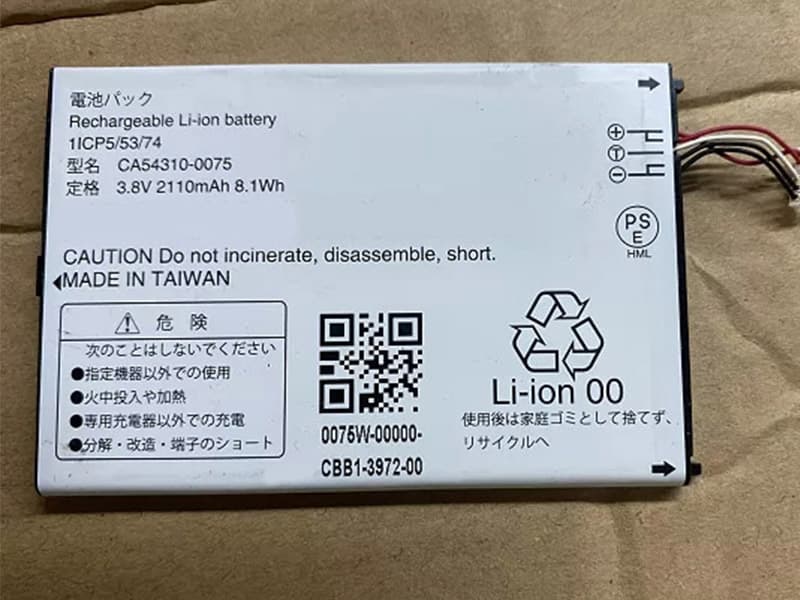 電池パック
Rechargeable Li-ion battery
1ICP5/53/74
型名 CA54310-0075
定格 3.8V 2110mAh 8.1Wh
+
T
−
PS
E
HML
CAUTION Do not incinerate, disassemble, short.
MADE IN TAIWAN
危 険
次のことはしないでください
●指定機器以外での使用
●火中投入や加熱
●専用充電器以外での充電
●分解・改造・端子のショート
0075W-00000-
CBB1-3972-00
Li-ion 00
使用後は家庭ゴミとして捨てず、
リサイクルへ